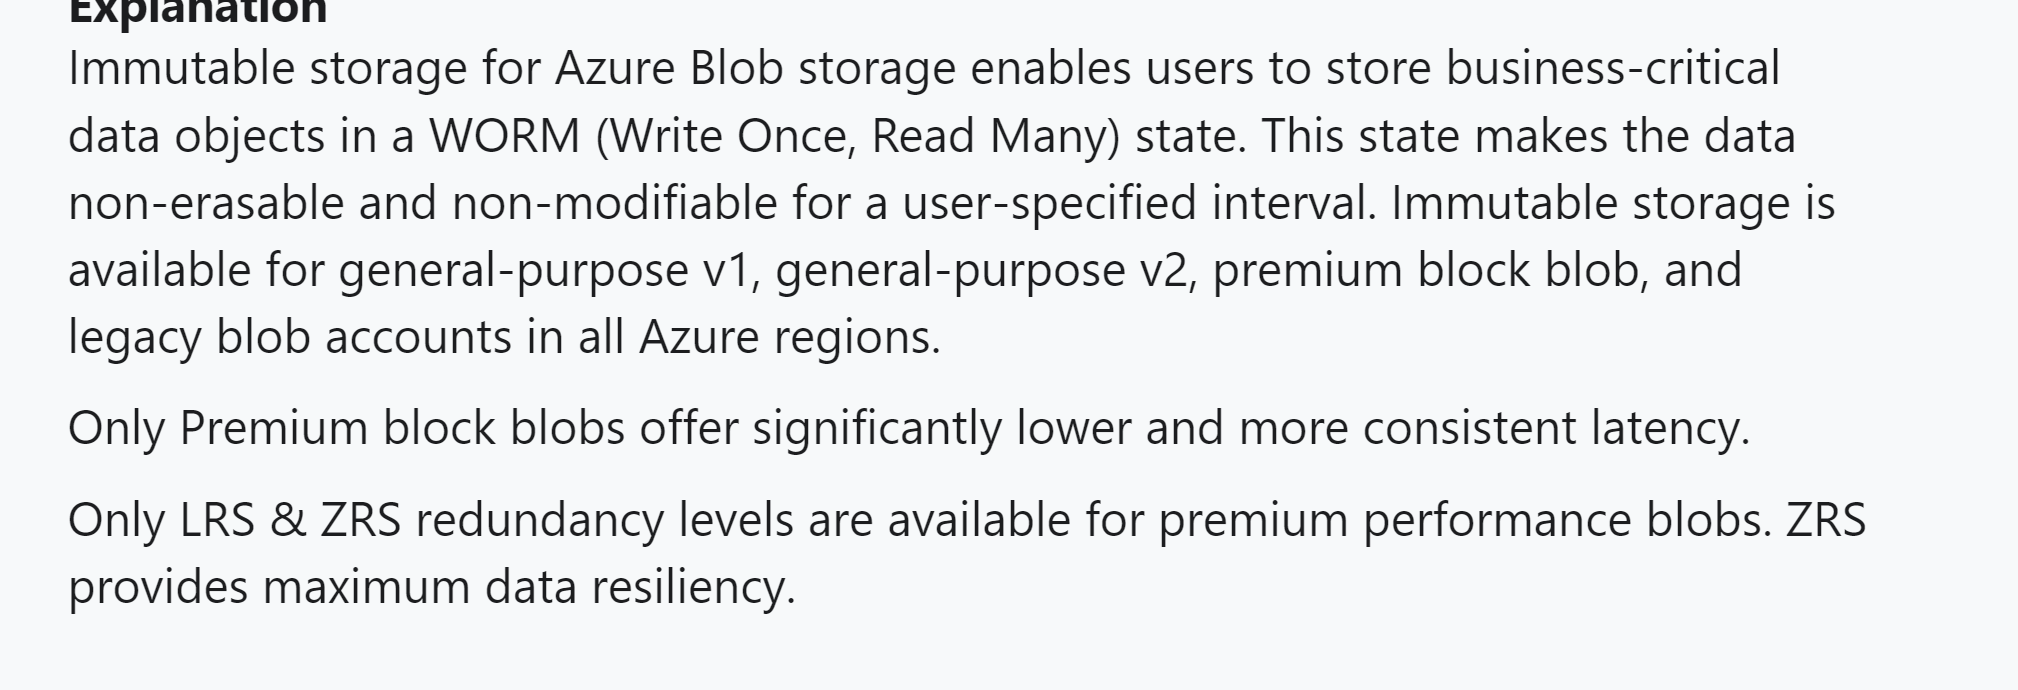 Explanation
Immutable storage for Azure Blob storage enables users to store business-critical
data objects in a WORM (Write Once, Read Many) state. This state makes the data
non-erasable and non-modifiable for a user-specified interval. Immutable storage is
available for general-purpose v1, general-purpose v2, premium block blob, and
legacy blob accounts in all Azure regions.
Only Premium block blobs offer significantly lower and more consistent latency.
Only LRS & ZRS redundancy levels are available for premium performance blobs. ZRS
provides maximum data resiliency.